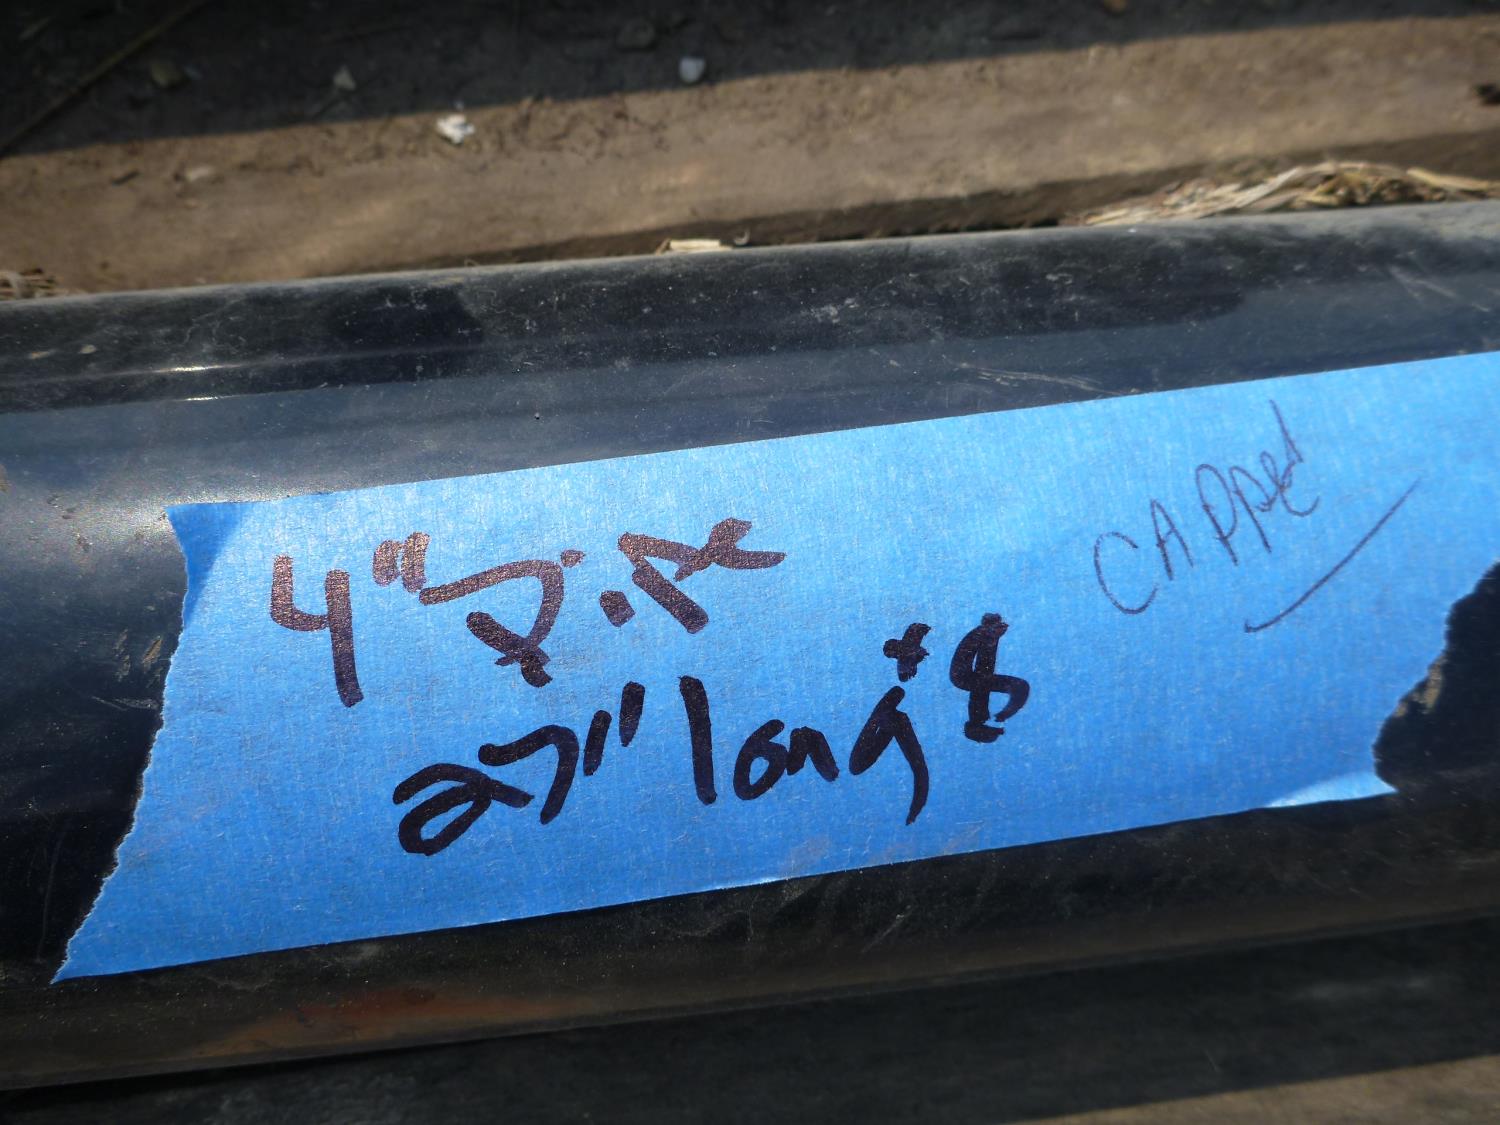 4" Pipe
CAPPed
27" long #8